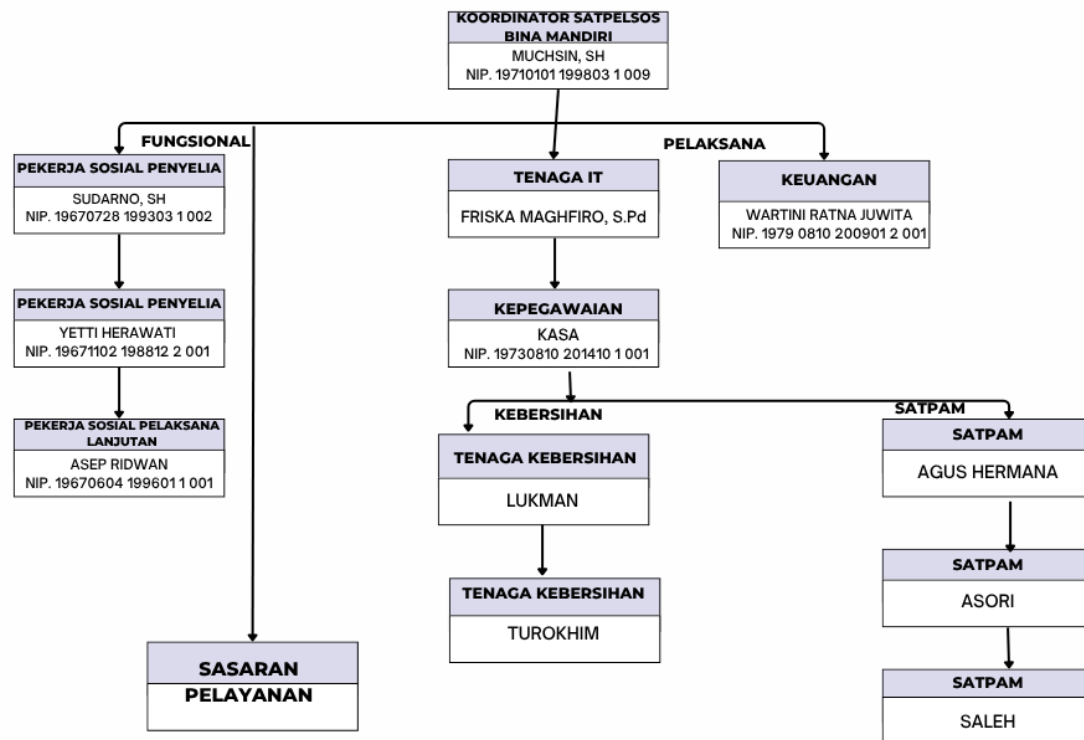 KOORDINATOR SATPELSOS
BINA MANDIRI
MUCHSIN, SH
NIP. 19710101 199803 1 009
FUNGSIONAL
PELAKSANA
PEKERJA SOSIAL PENYELIA
SUDARNO, SH
NIP. 19670728 199303 1 002
TENAGA IT
FRISKA MAGHFIRO, S.Pd
KEUANGAN
WARTINI RATNA JUWITA
NIP. 1979 0810 200901 2 001
PEKERJA SOSIAL PENYELIA
YETTI HERAWATI
NIP. 19671102 198812 2 001
KEPEGAWAIAN
KASA
NIP. 19730810 201410 1 001
PEKERJA SOSIAL PELAKSANA
LANJUTAN
ASEP RIDWAN
NIP. 19670604 199601 1 001
KEBERSIHAN
SATPAM
TENAGA KEBERSIHAN
LUKMAN
SATPAM
AGUS HERMANA
TENAGA KEBERSIHAN
TUROKHIM
SATPAM
ASORI
SASARAN
PELAYANAN
SATPAM
SALEH